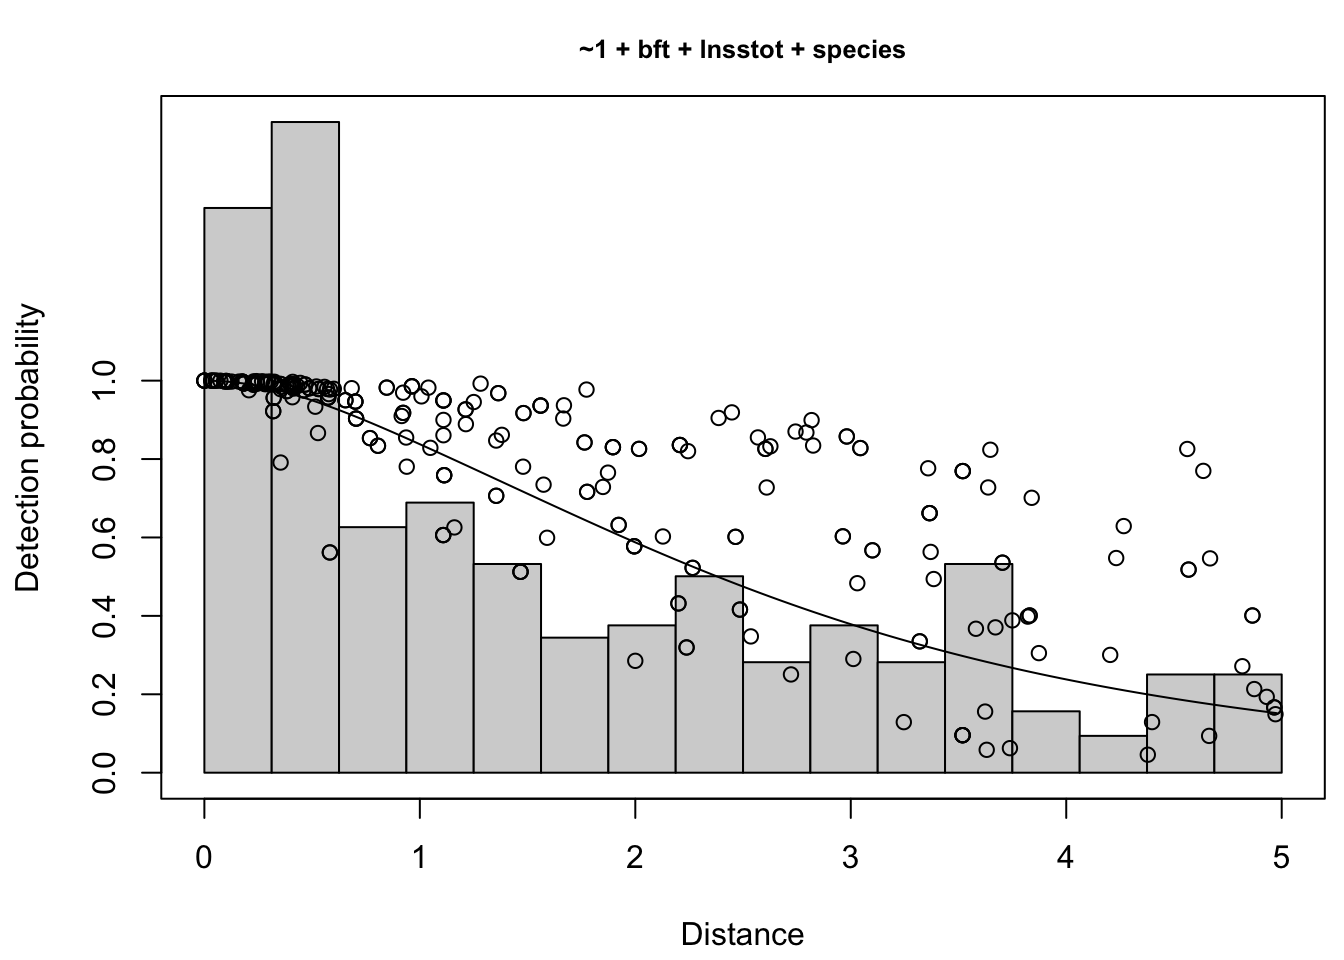 ~1 + bft + lnsstot + species
Detection probability
1.0
0.8
0.6
0.4
0.2
0.0
0 1 2 3 4 5
Distance